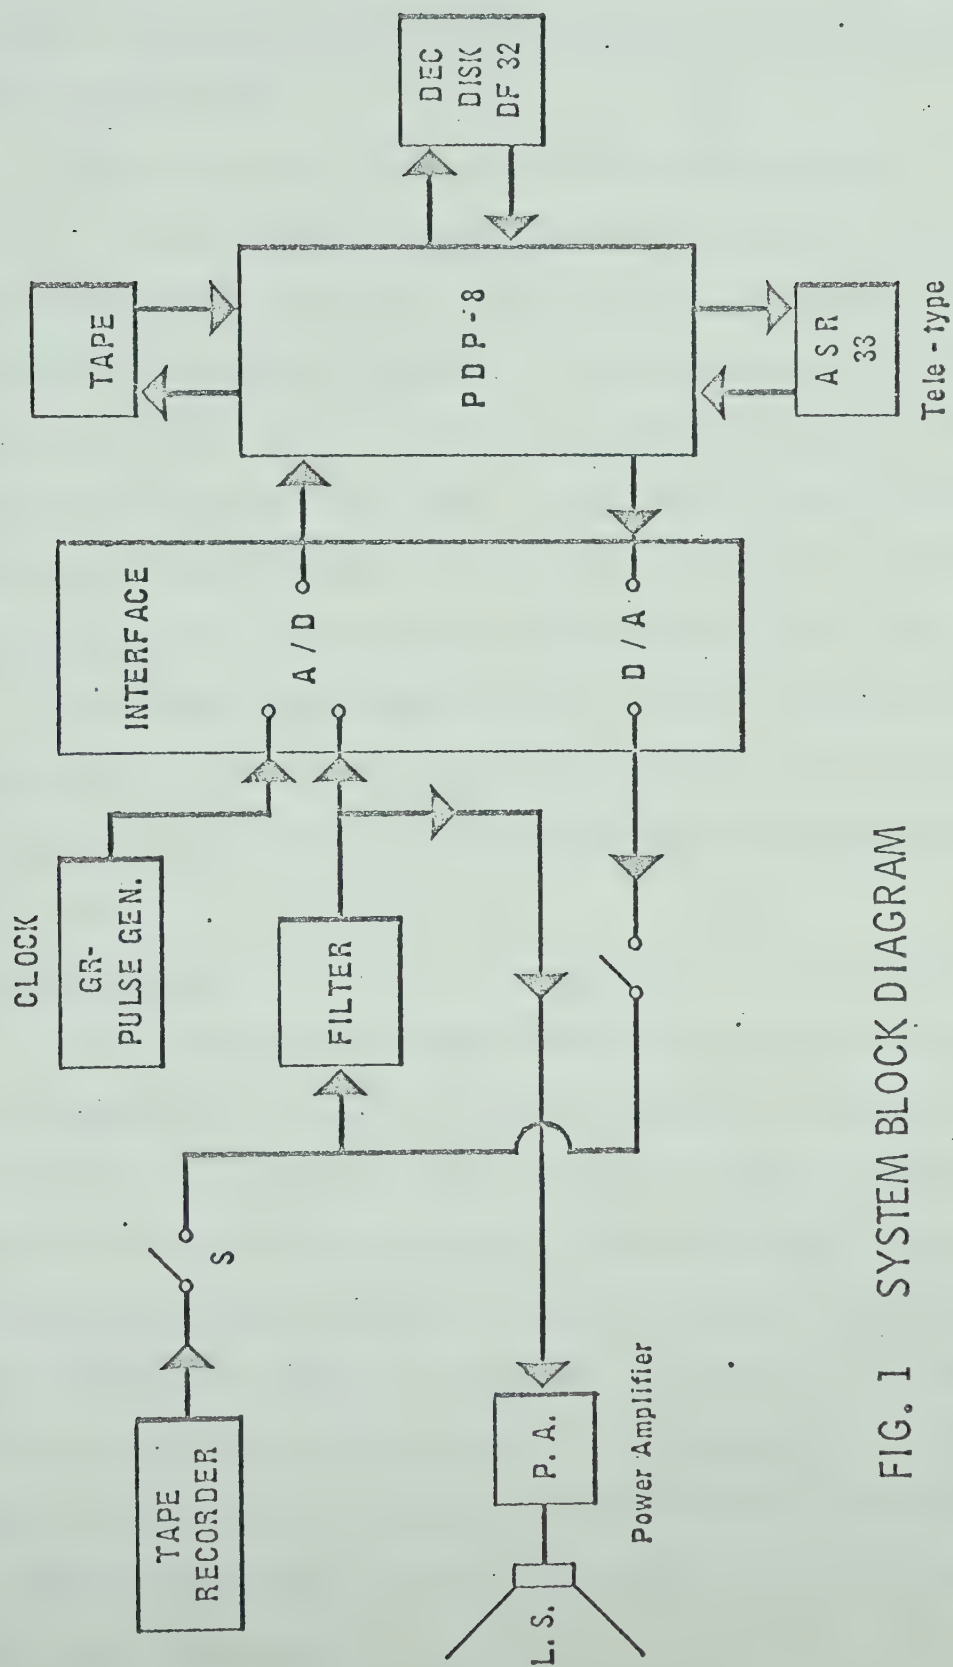 CLOCK
GR-
PULSE GEN.
TAPE
RECORDER
S
FILTER
INTERFACE
A/D
D/A
TAPE
PDP-8
DEC
DISK
DF 32
ASR
33
Tele-type
P.A.
Power Amplifier
L.S.
FIG. 1 SYSTEM BLOCK DIAGRAM